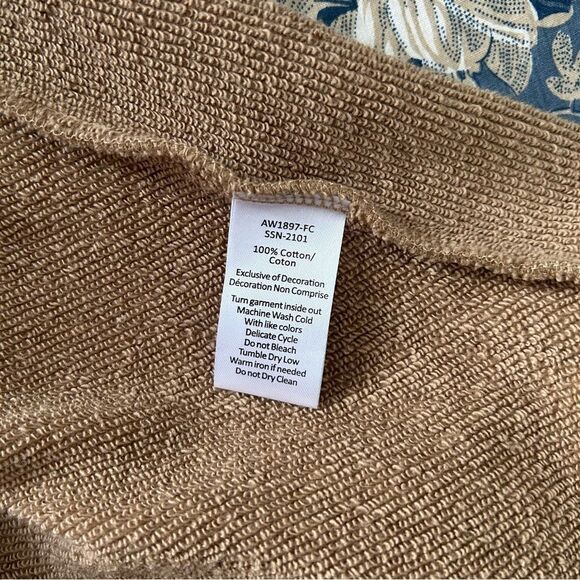 AW1897-FC
SSN-2101
100% Cotton/
Coton
Exclusive of Decoration
Décoration Non Comprise
Turn garment inside out
Machine Wash Cold
With like colors
Delicate Cycle
Do not Bleach
Tumble Dry Low
Warm iron if needed
Do not Dry Clean